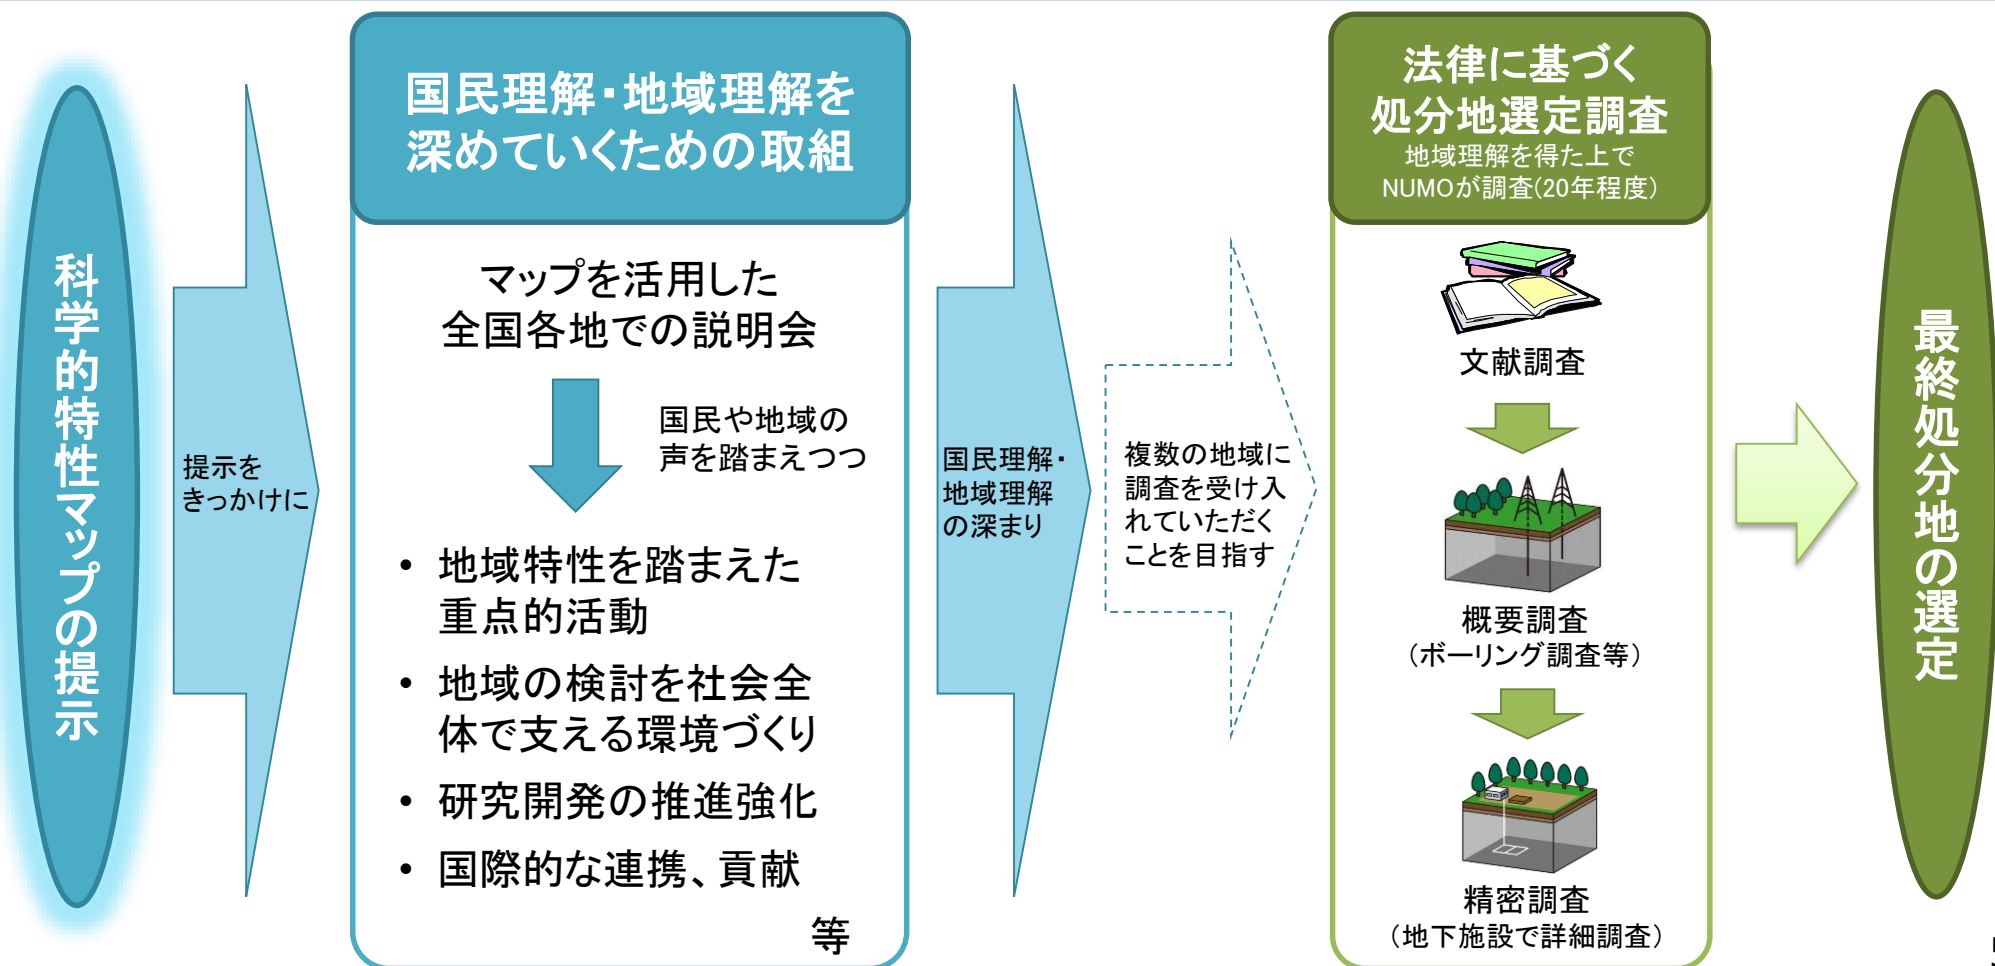 科学的特性マップの提示
提示を
きっかけに
国民理解・地域理解を
深めていくための取組
マップを活用した
全国各地での説明会
国民や地域の
声を踏まえつつ
• 地域特性を踏まえた
重点的活動
• 地域の検討を社会全
体で支える環境づくり
• 研究開発の推進強化
• 国際的な連携、貢献
等
国民理解・
地域理解
の深まり
複数の地域に
調査を受け入
れていただく
ことを目指す
法律に基づく
処分地選定調査
地域理解を得た上で
NUMOが調査(20年程度)
文献調査
概要調査
（ボーリング調査等）
精密調査
（地下施設で詳細調査）
最終処分地の選定